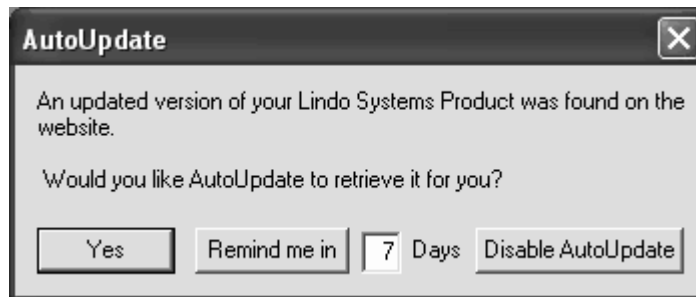 AutoUpdate
An updated version of your Lindo Systems Product was found on the
website.
Would you like AutoUpdate to retrieve it for you?
Yes Remind me in 7 Days Disable AutoUpdate